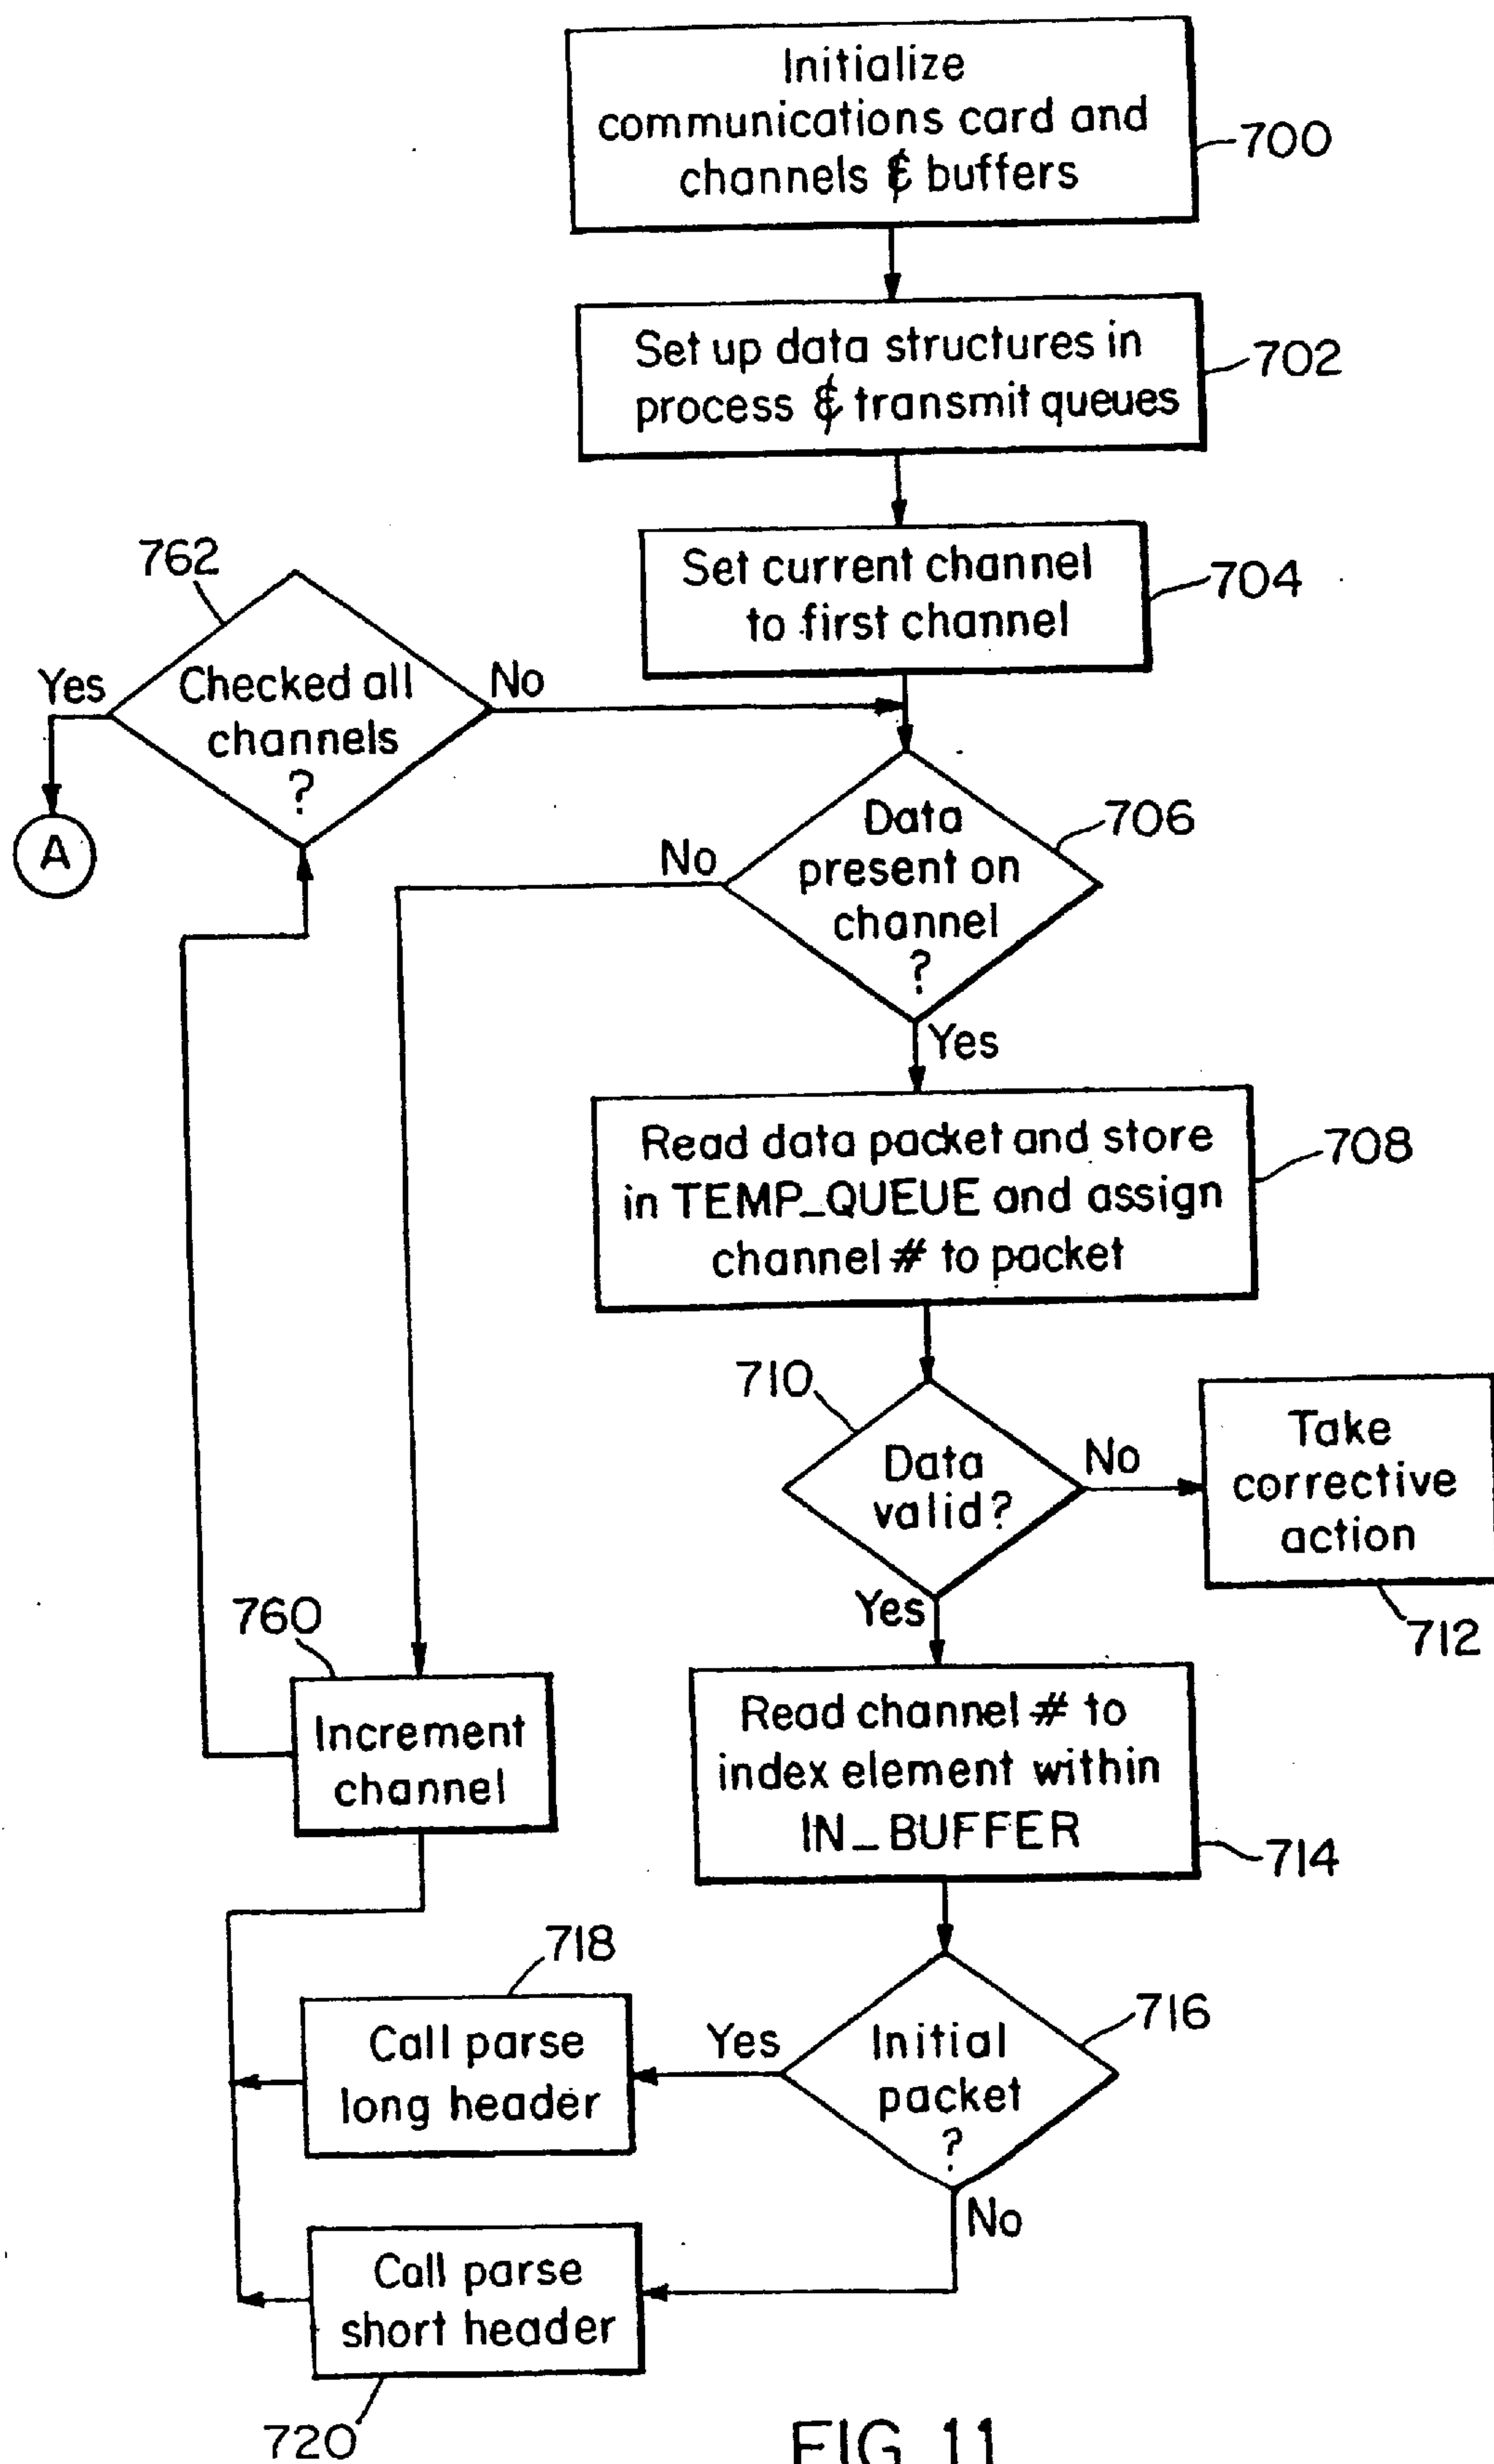 Initialize
communications card and
channels & buffers
700
Set up data structures in
process & transmit queues
702
Set current channel
to first channel
704
762
Yes
Checked all
channels
?
No
A
Data
present on
channel
?
706
No
Yes
Read data packet and store
in TEMP_QUEUE and assign
channel # to packet
708
710
Data
valid?
No
Yes
Take
corrective
action
712
760
Increment
channel
Read channel # to
index element within
IN_BUFFER
714
718
Call parse
long header
Yes
Initial
packet
?
716
No
Call parse
short header
720
FIG. 11